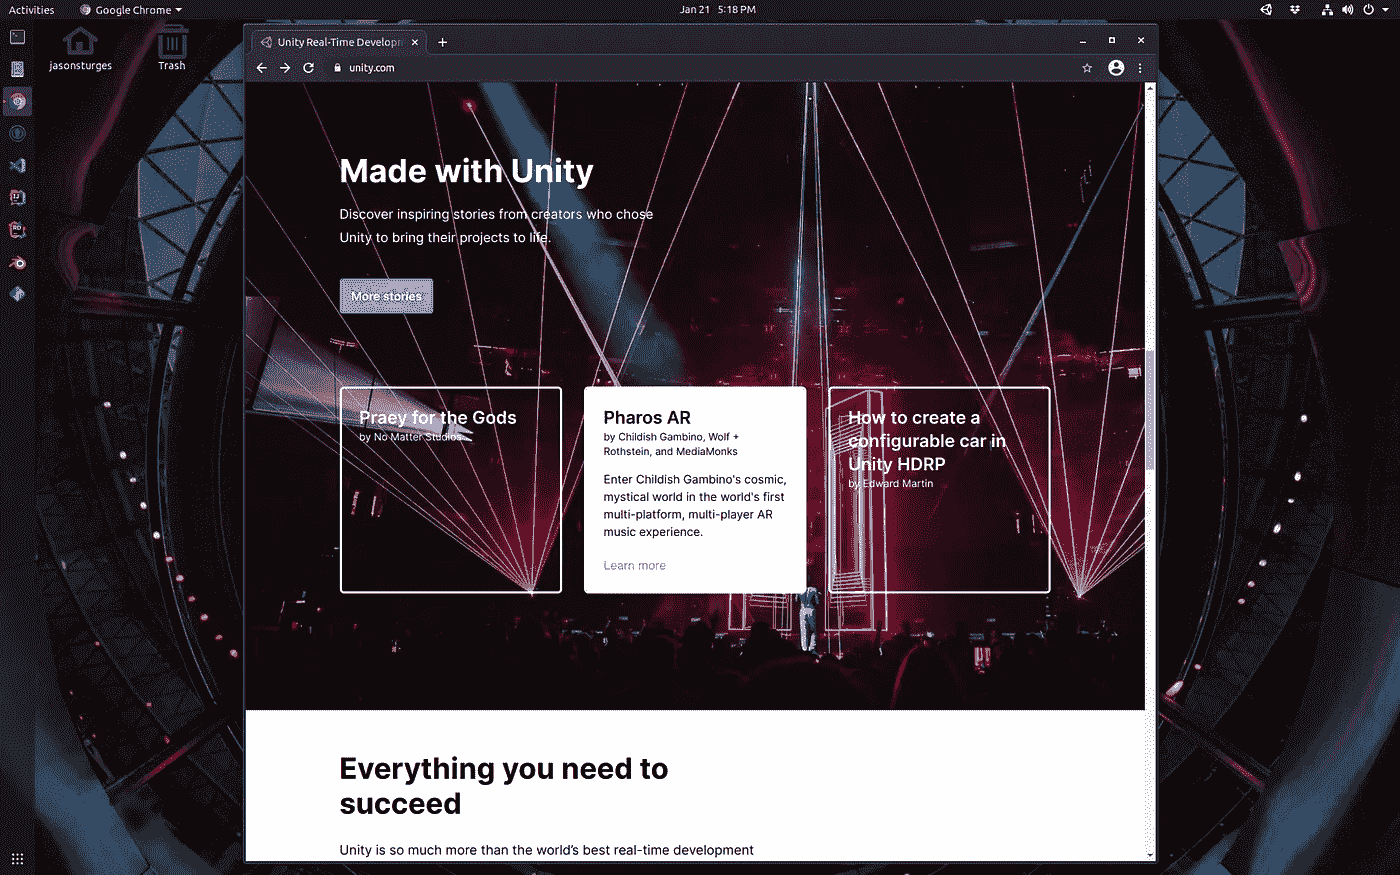 Activities
Google Chrome
Jan 21 5:18 PM
jasonsturges
Trash
Unity Real-Time Developm
unity.com
Made with Unity
Discover inspiring stories from creators who chose
Unity to bring their projects to life.
More stories
Praey for the Gods
by No Matter Studios
Pharos AR
by Childish Gambino, Wolf +
Rothstein, and MediaMonks
Enter Childish Gambino's cosmic,
mystical world in the world's first
multi-platform, multi-player AR
music experience.
Learn more
How to create a
configurable car in
Unity HDRP
by Edward Martin
Everything you need to
succeed
Unity is so much more than the world’s best real-time development